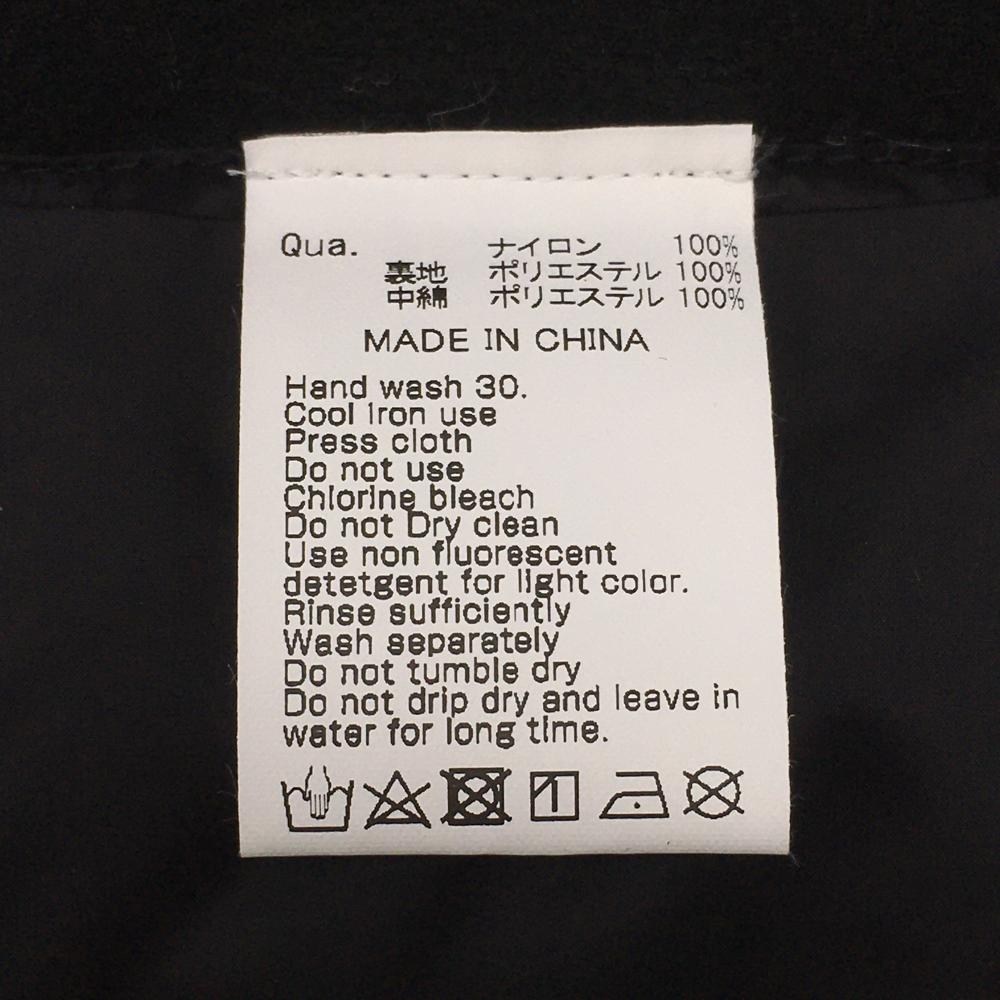 Qua. ナイロン 100%
裏地 ポリエステル 100%
中綿 ポリエステル 100%
MADE IN CHINA
Hand wash 30.
Cool Iron use
Press cloth
Do not use
Chlorine bleach
Do not Dry clean
Use non fluorescent
detetgent for light color.
Rinse sufficiently
Wash separately
Do not tumble dry
Do not drip dry and leave in
water for long time.